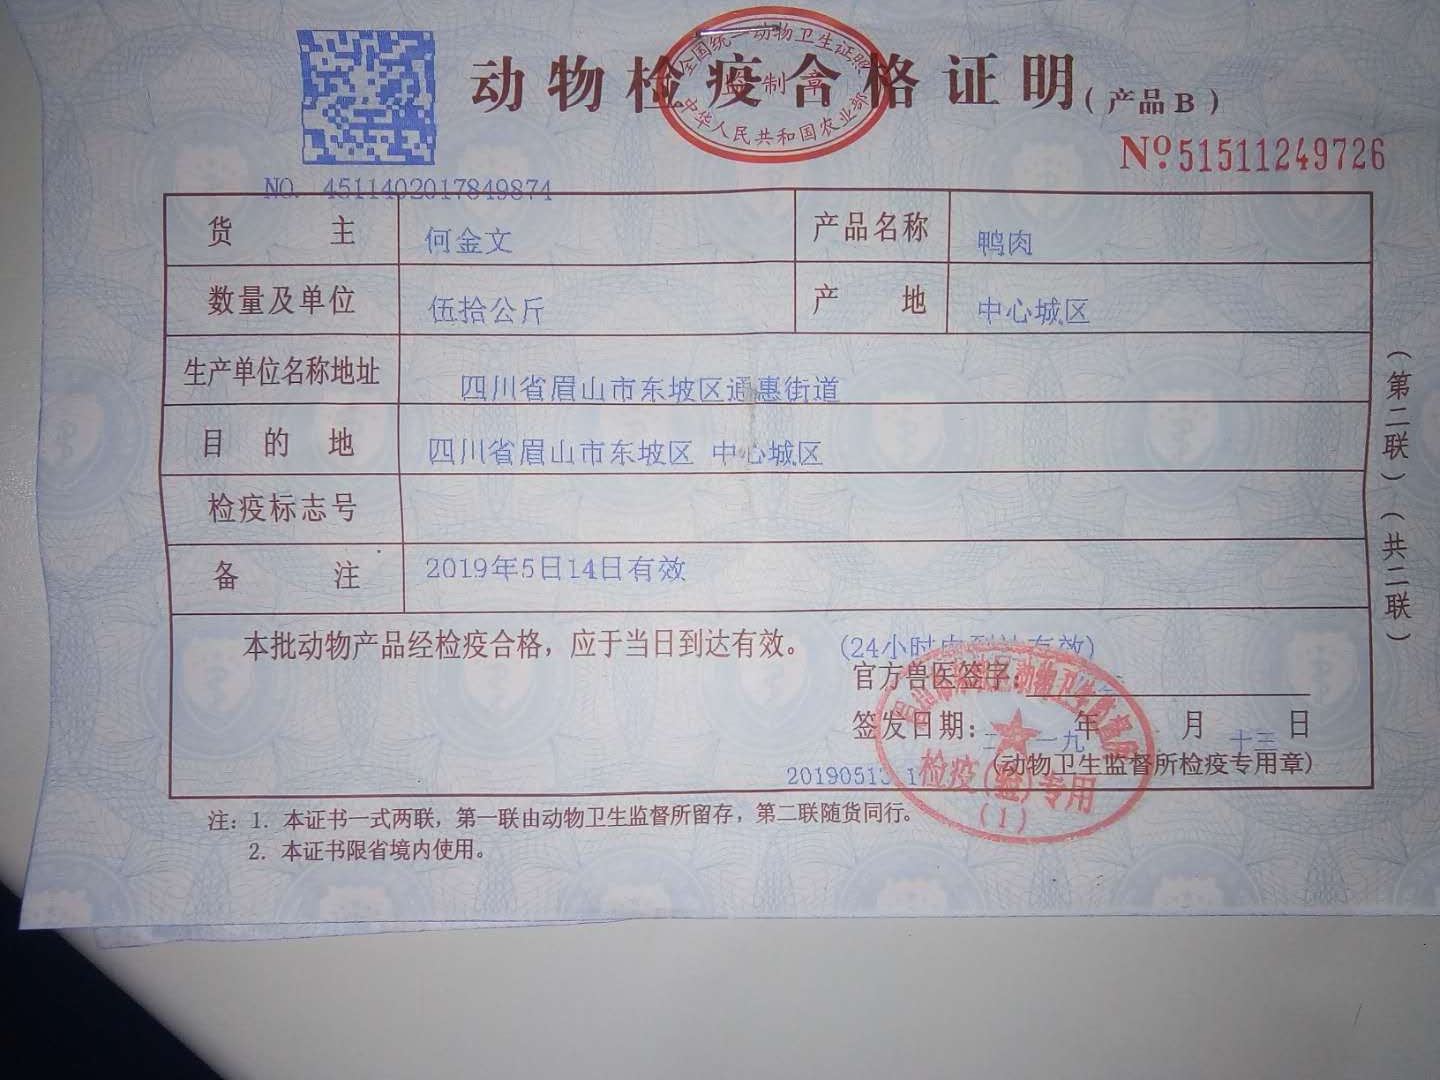 动物检疫合格证明(产品B)
全国统一动物卫生证照
监制章
中华人民共和国农业部
Nº51511249726
NO. 4511402017849874
货主 何金文 产品名称 鸭肉
数量及单位 伍拾公斤 产地 中心城区
生产单位名称地址 四川省眉山市东坡区通惠街道
目的地 四川省眉山市东坡区 中心城区
检疫标志号
备注 2019年5日14日有效
(第二联)(共二联)
本批动物产品经检疫合格，应于当日到达有效。 (24小时内到达有效)
官方兽医签字：
签发日期： 一九年 月 十三日
20190513 1
(动物卫生监督所检疫专用章)
动物卫生监督所
检疫(验)专用
(1)
注：1. 本证书一式两联，第一联由动物卫生监督所留存，第二联随货同行。
2. 本证书限省境内使用。